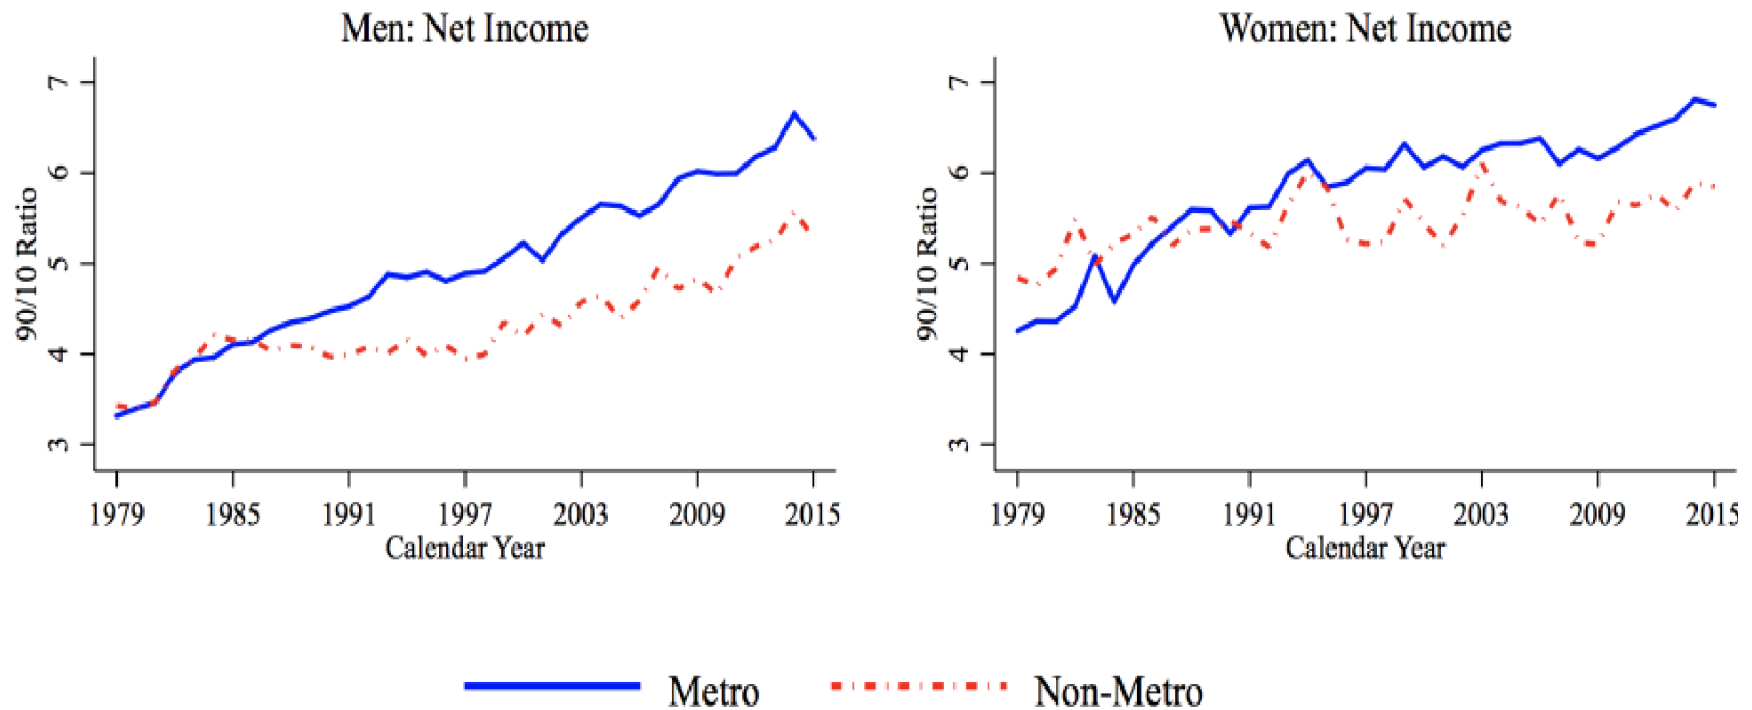 Men: Net Income
90/10 Ratio
7
6
5
4
3
1979 1985 1991 1997 2003 2009 2015
Calendar Year
Women: Net Income
90/10 Ratio
7
6
5
4
3
1979 1985 1991 1997 2003 2009 2015
Calendar Year
Metro
Non-Metro